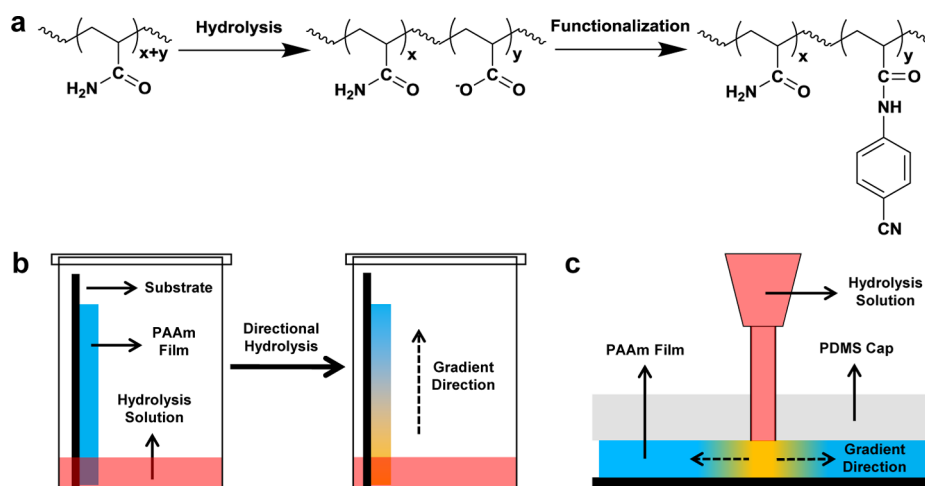 a
Hydrolysis
Functionalization
x+y
H₂N
C
O
x
y
H₂N
C
O
⁻O
C
O
x
y
H₂N
C
O
C
O
NH
CN
b
Substrate
PAAm
Film
Hydrolysis
Solution
Directional
Hydrolysis
Gradient
Direction
c
Hydrolysis
Solution
PAAm Film
PDMS Cap
Gradient
Direction